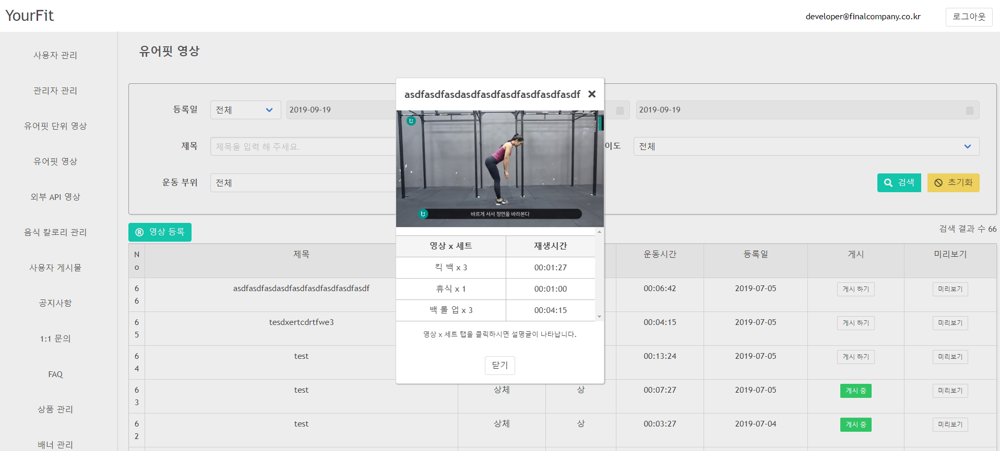 YourFit
developer@finalcompany.co.kr
로그아웃
사용자 관리
관리자 관리
유어핏 단위 영상
유어핏 영상
외부 API 영상
음식 칼로리 관리
사용자 게시물
공지사항
1:1 문의
FAQ
상품 관리
배너 관리
유어핏 영상
등록일
전체
2019-09-19
2019-09-19
제목
제목을 입력 해 주세요.
이도
전체
운동 부위
전체
검색
초기화
영상 등록
검색 결과 수 66
No 제목 운동시간 등록일 게시 미리보기
66 asdfasdfasdasdfasdfasdfasdfasdfasdf 00:06:42 2019-07-05 게시 하기 미리보기
65 tesdxertcdrtfwe3 00:04:15 2019-07-05 게시 하기 미리보기
64 test 00:13:24 2019-07-05 게시 하기 미리보기
63 test 상체 상 00:07:27 2019-07-05 게시 중 미리보기
62 test 상체 상 00:03:27 2019-07-04 게시 중 미리보기
asdfasdfasdasdfasdfasdfasdfasdfasdf
바르게 서서 정면을 바라본다
영상 x 세트 재생시간
킥 백 x 3 00:01:27
휴식 x 1 00:01:00
백 롤 업 x 3 00:04:15
영상 x 세트 탭을 클릭하시면 설명글이 나타납니다.
닫기